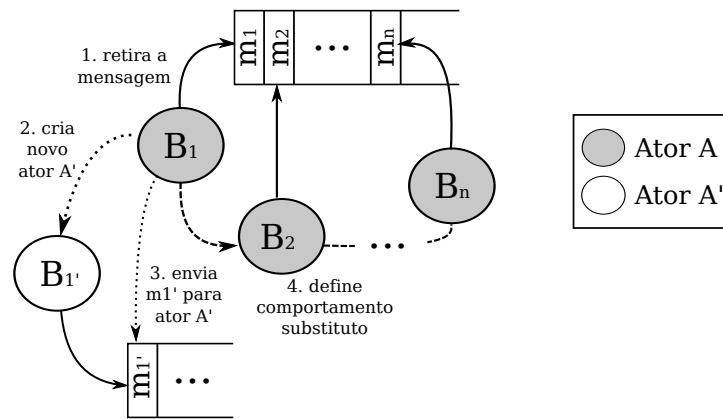 m1 m2 ... mn
1. retira a
mensagem
2. cria
novo
ator A'
B1
Bn
B2
...
B1'
3. envia
m1' para
ator A'
4. define
comportamento
substituto
m1' ...
Ator A
Ator A'